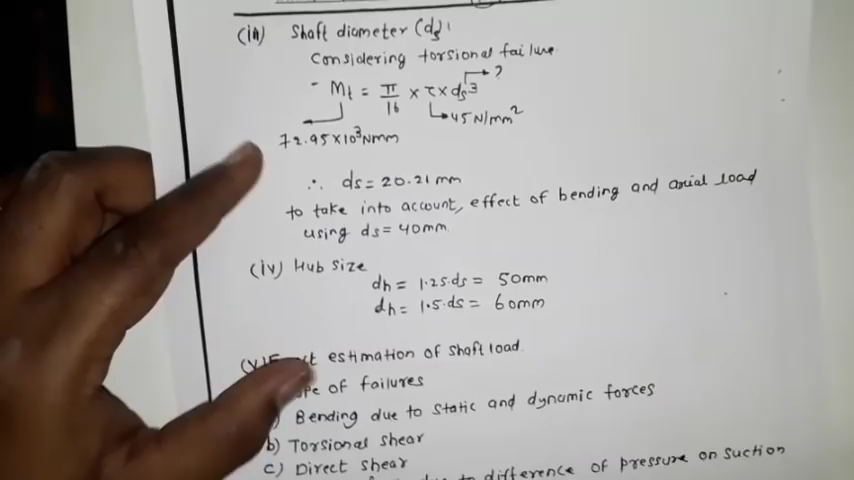 (iii) Shaft diameter (ds)
Considering torsional failure
- Mt = π/16 × τ × ds³ → ?
45 N/mm²
72.95×10³ Nmm
∴ ds = 20.21 mm
to take into account, effect of bending and axial load
using ds = 40mm.
(iv) Hub size
dh = 1.25.ds = 50mm
dh = 1.5.ds = 60mm
(v) estimation of shaft load
of failures
Bending due to static and dynamic forces
b) Torsional shear
c) Direct shear
due to difference of pressure on suction